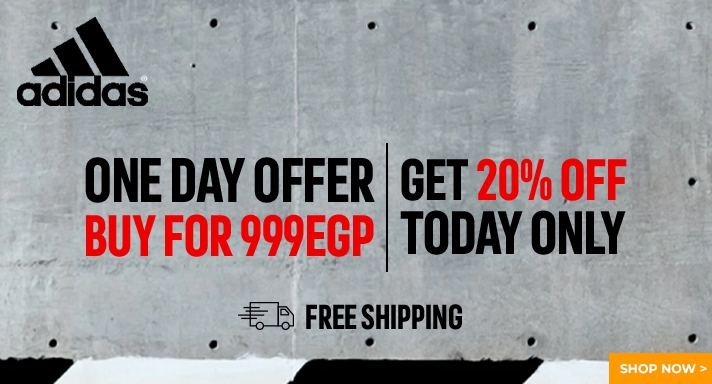 adidas®
ONE DAY OFFER
BUY FOR 999EGP
GET 20% OFF
TODAY ONLY
FREE SHIPPING
SHOP NOW >